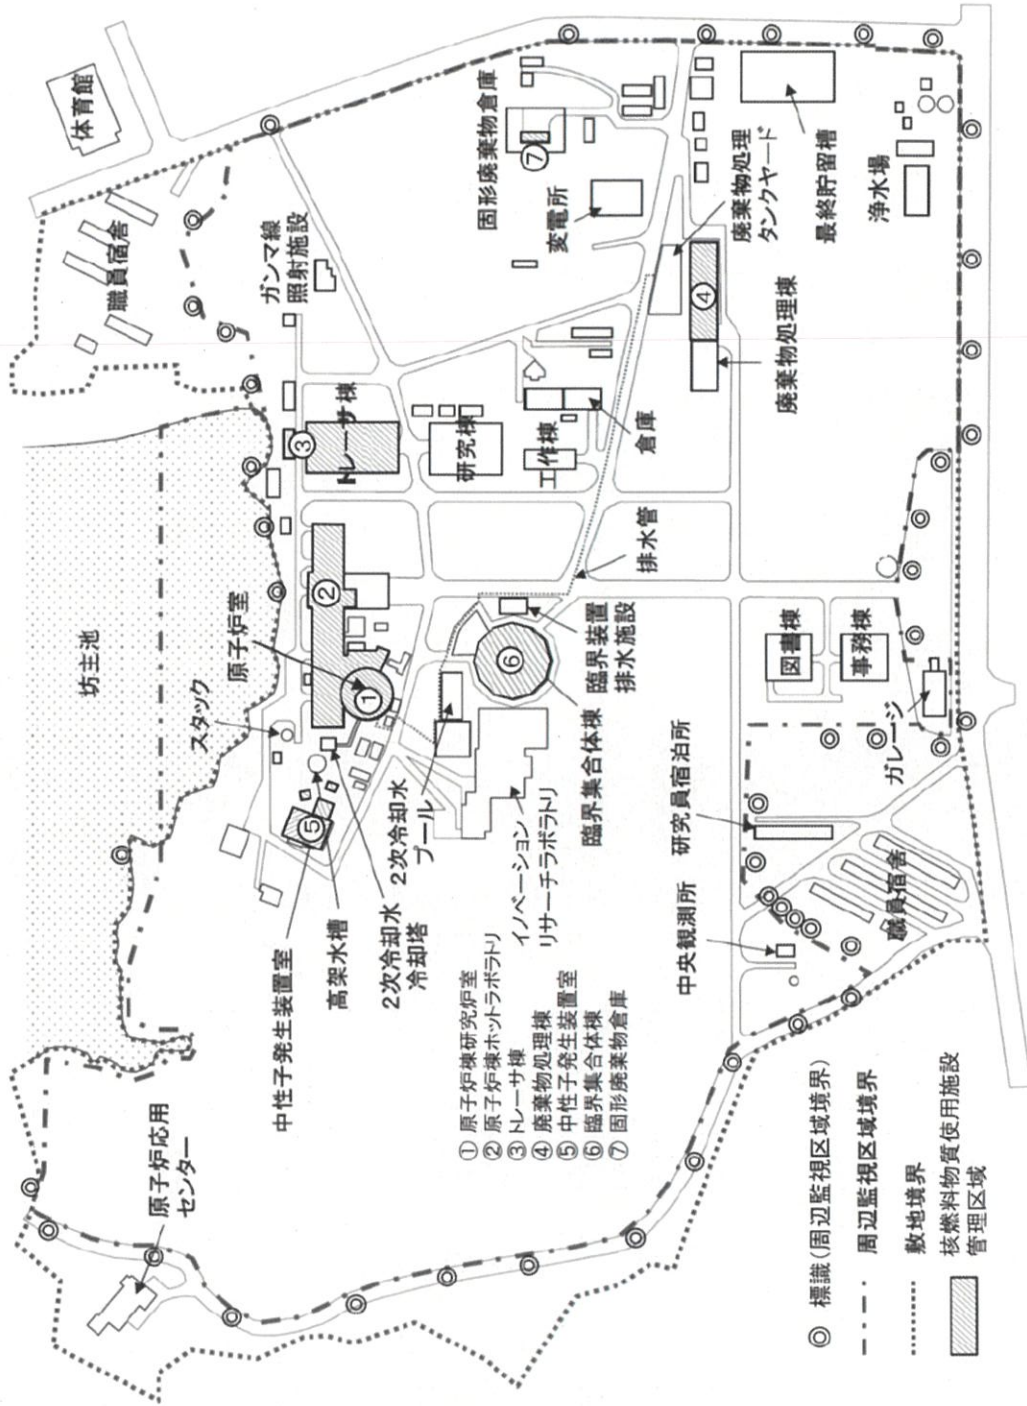 体育館
職員宿舎
坊主池
ガンマ線
照射施設
固形廃棄物倉庫
⑦
変電所
廃棄物処理
タンクヤード
最終貯留槽
浄水場
③
トレーサ棟
研究棟
工作棟
倉庫
④
廃棄物処理棟
原子炉室
②
スタック
①
⑤
⑥
排水管
臨界装置
排水施設
臨界集合体棟
図書棟
事務棟
ガレージ
2次冷却水
プール
イノベーション
リサーチラボラトリ
研究員宿泊所
職員宿舎
中央観測所
中性子発生装置室
高架水槽
2次冷却水
冷却塔
原子炉応用
センター
① 原子炉棟研究炉室
② 原子炉棟ホットラボラトリ
③ トレーサ棟
④ 廃棄物処理棟
⑤ 中性子発生装置室
⑥ 臨界集合体棟
⑦ 固形廃棄物倉庫
標識(周辺監視区域境界)
周辺監視区域境界
敷地境界
核燃料物質使用施設
管理区域